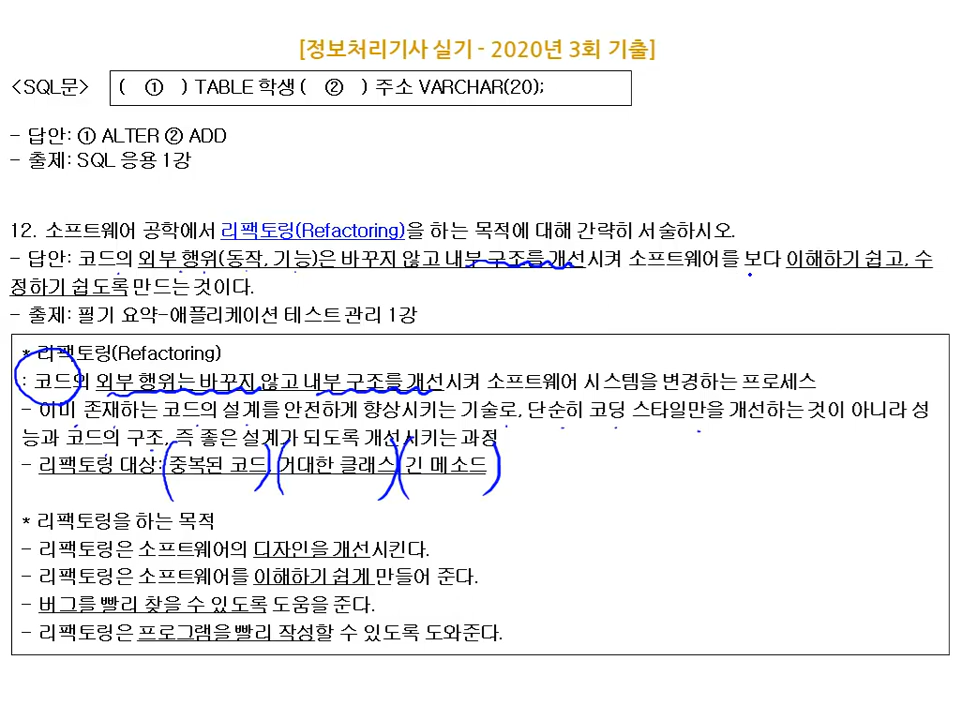 [정보처리기사 실기 - 2020년 3회 기출]
<SQL문> ( ① ) TABLE 학생 ( ② ) 주소 VARCHAR(20);
- 답안: ① ALTER ② ADD
- 출제: SQL 응용 1강
12. 소프트웨어 공학에서 리팩토링(Refactoring)을 하는 목적에 대해 간략히 서술하시오.
- 답안: 코드의 외부 행위(동작, 기능)은 바꾸지 않고 내부 구조를 개선시켜 소프트웨어를 보다 이해하기 쉽고, 수
정하기 쉽도록 만드는 것이다.
- 출제: 필기 요약-애플리케이션 테스트 관리 1강
* 리팩토링(Refactoring)
: 코드의 외부 행위는 바꾸지 않고 내부 구조를 개선시켜 소프트웨어 시스템을 변경하는 프로세스
- 이미 존재하는 코드의 설계를 안전하게 향상시키는 기술로, 단순히 코딩 스타일만을 개선하는 것이 아니라 성
능과 코드의 구조, 즉 좋은 설계가 되도록 개선시키는 과정
- 리팩토링 대상: 중복된 코드, 거대한 클래스, 긴 메소드
* 리팩토링을 하는 목적
- 리팩토링은 소프트웨어의 디자인을 개선시킨다.
- 리팩토링은 소프트웨어를 이해하기 쉽게 만들어 준다.
- 버그를 빨리 찾을 수 있도록 도움을 준다.
- 리팩토링은 프로그램을 빨리 작성할 수 있도록 도와준다.